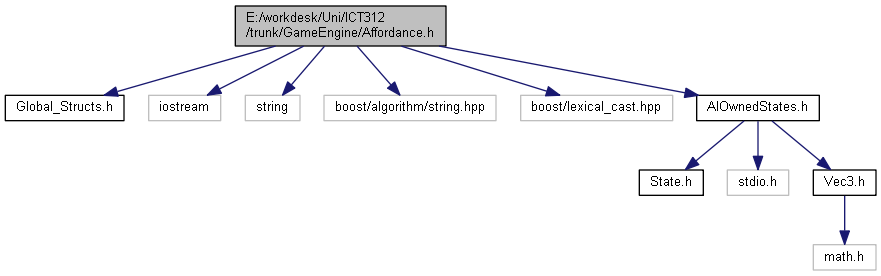 E:/workdesk/Uni/ICT312
/trunk/GameEngine/Affordance.h
Global_Structs.h
iostream
string
boost/algorithm/string.hpp
boost/lexical_cast.hpp
AIOwnedStates.h
State.h
stdio.h
Vec3.h
math.h